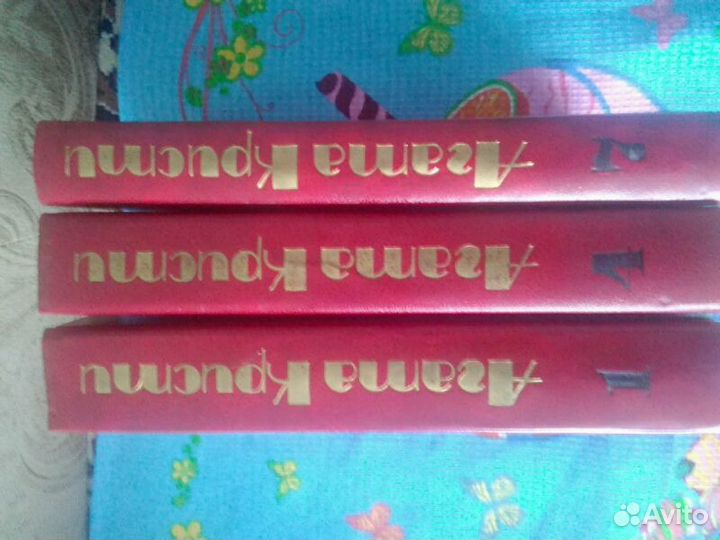 2 Агата Кристи
4 Агата Кристи
1 Агата Кристи
Avito